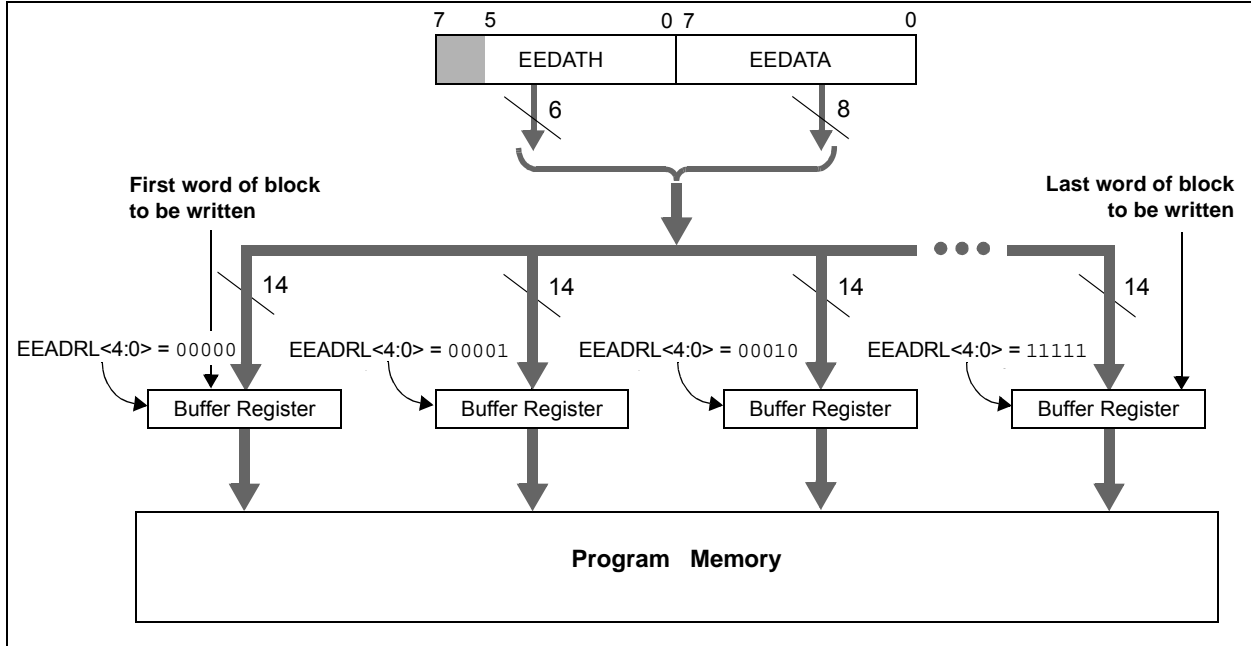 7 5 0 7 0
EEDATH EEDATA
6 8
First word of block
to be written
Last word of block
to be written
14 14 14 14
EEADRL<4:0> = 00000 EEADRL<4:0> = 00001 EEADRL<4:0> = 00010 EEADRL<4:0> = 11111
Buffer Register Buffer Register Buffer Register Buffer Register
Program Memory